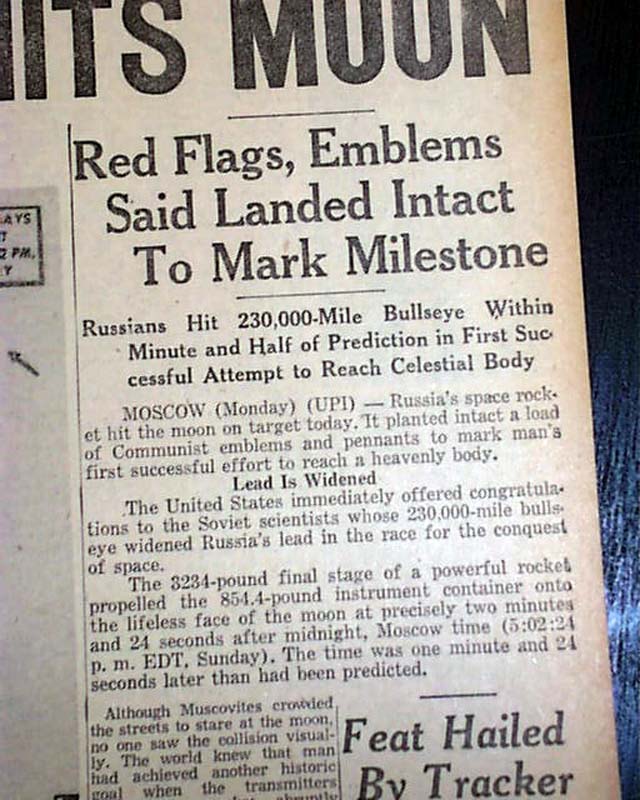 HITS MOON
AYS
2 PM,
Y
Red Flags, Emblems
Said Landed Intact
To Mark Milestone
Russians Hit 230,000-Mile Bullseye Within
Minute and Half of Prediction in First Suc-
cessful Attempt to Reach Celestial Body
MOSCOW (Monday) (UPI) — Russia's space rock-
et hit the moon on target today. It planted intact a load
of Communist emblems and pennants to mark man's
first successful effort to reach a heavenly body.
Lead Is Widened
The United States immediately offered congratula-
tions to the Soviet scientists whose 230,000-mile bulls-
eye widened Russia's lead in the race for the conquest
of space.
The 3234-pound final stage of a powerful rocket
propelled the 854.4-pound instrument container onto
the lifeless face of the moon at precisely two minutes
and 24 seconds after midnight, Moscow time (5:02:24
p. m. EDT, Sunday). The time was one minute and 24
seconds later than had been predicted.
Although Muscovites crowded
the streets to stare at the moon,
no one saw the collision visual-
ly. The world knew that man
had achieved another historic
goal when the transmitters
abruptly
Feat Hailed
By Tracker